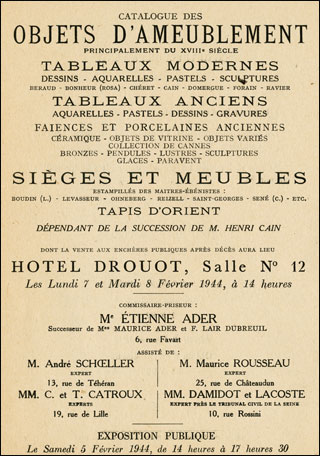 CATALOGUE DES
OBJETS D'AMEUBLEMENT
PRINCIPALEMENT DU XVIIIe SIÈCLE
TABLEAUX MODERNES
DESSINS - AQUARELLES - PASTELS - SCULPTURES
BERAUD - BONHEUR (ROSA) - CHÉRET - CAIN - DOMERGUE - FORAIN - RAVIER
TABLEAUX ANCIENS
AQUARELLES - PASTELS - DESSINS - GRAVURES
FAIENCES ET PORCELAINES ANCIENNES
CÉRAMIQUE - OBJETS DE VITRINE - OBJETS VARIÉS
COLLECTION DE CANNES
BRONZES - PENDULES - LUSTRES - SCULPTURES
GLACES - PARAVENT
SIÈGES ET MEUBLES
ESTAMPILLÉS DES MAITRES-ÉBÉNISTES :
BOUDIN (L.) - LEVASSEUR - OHNEBERG - REIZELL - SAINT-GEORGES - SENÉ (C.) - ETC.
TAPIS D'ORIENT
DÉPENDANT DE LA SUCCESSION DE M. HENRI CAIN
DONT LA VENTE AUX ENCHÈRES PUBLIQUES APRÈS DÉCÈS AURA LIEU
HOTEL DROUOT, Salle No 12
Les Lundi 7 et Mardi 8 Février 1944, à 14 heures
COMMISSAIRE-PRISEUR :
Me ÉTIENNE ADER
Successeur de Mes MAURICE ADER et F. LAIR DUBREUIL
6, rue Favart
ASSISTÉ DE :
M. André SCHŒLLER
EXPERT
13, rue de Téhéran
M. Maurice ROUSSEAU
EXPERT
25, rue de Châteaudun
MM. C. et T. CATROUX
EXPERTS
19, rue de Lille
MM. DAMIDOT et LACOSTE
EXPERT PRÈS LE TRIBUNAL CIVIL DE LA SEINE
10, rue Rossini
EXPOSITION PUBLIQUE
Le Samedi 5 Février 1944, de 14 heures à 17 heures 30